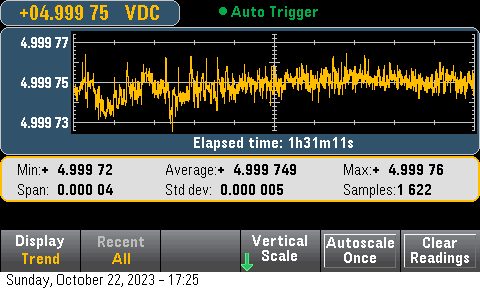 +04.999 75 VDC
Auto Trigger
4.999 77
4.999 75
4.999 73
Elapsed time: 1h31m11s
Min:+ 4.999 72 Average:+ 4.999 749 Max:+ 4.999 76
Span: 0.000 04 Std dev: 0.000 005 Samples:1 622
Display Recent Vertical Autoscale Clear
Trend All Scale Once Readings
Sunday, October 22, 2023 - 17:25